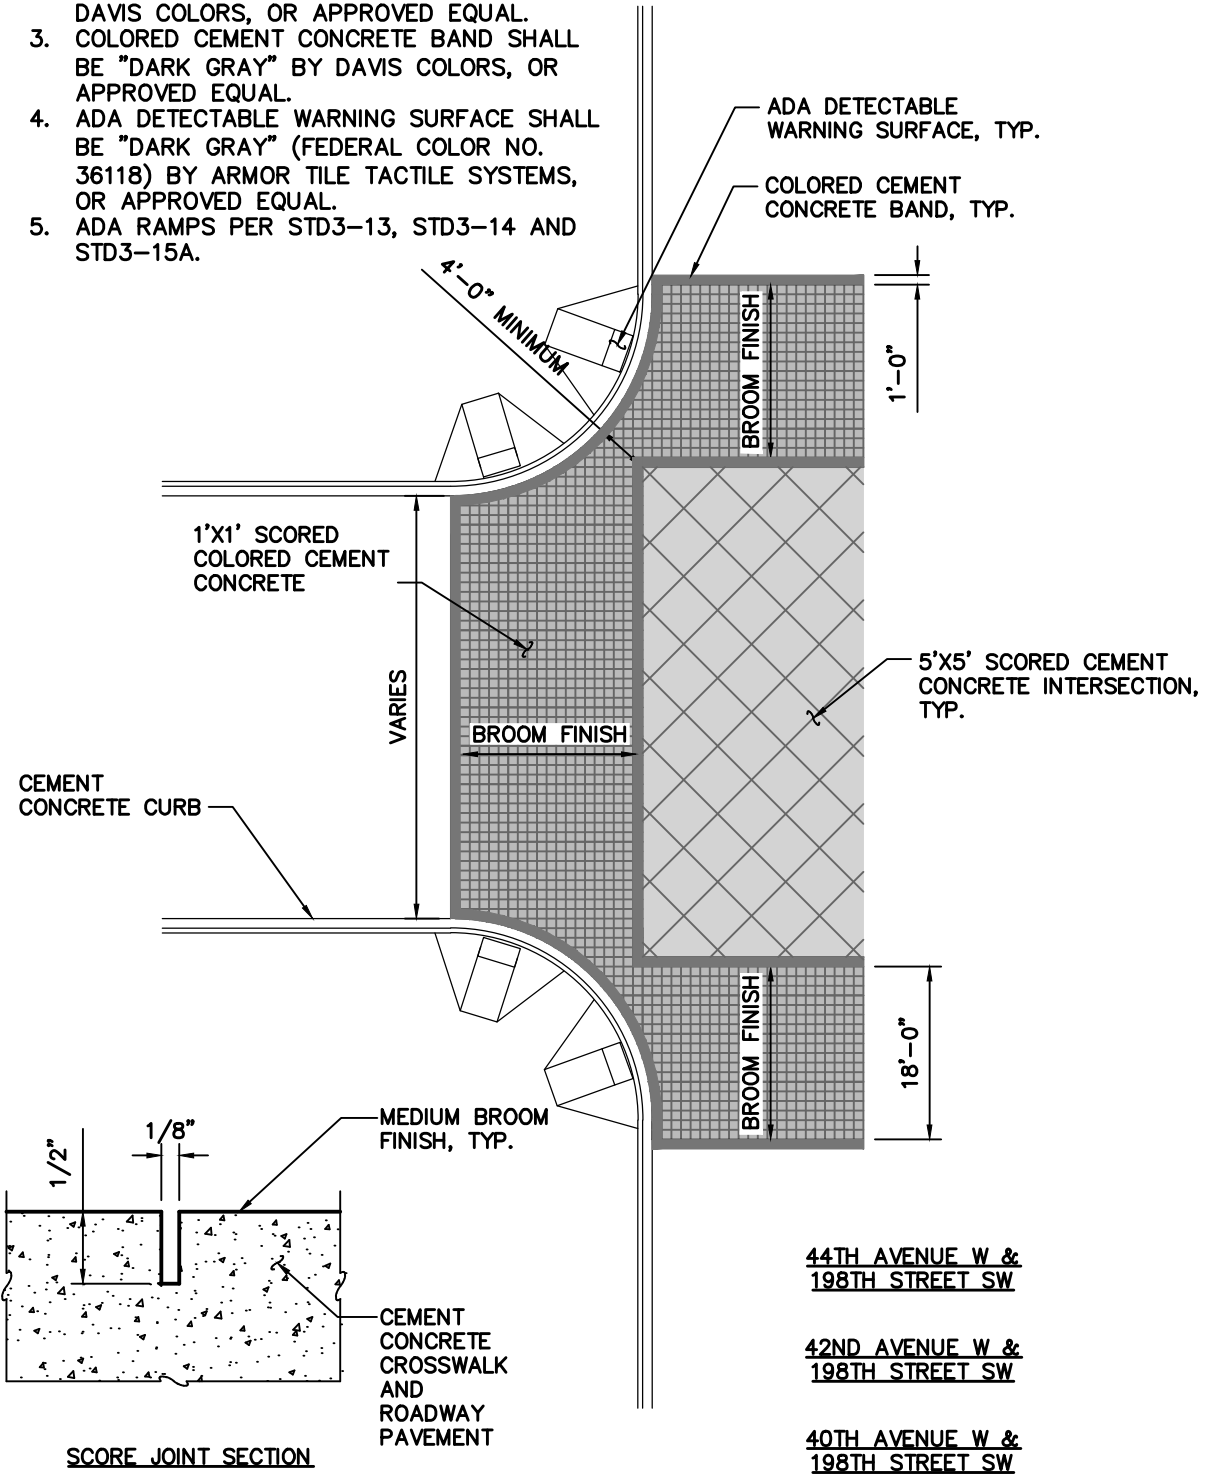 DAVIS COLORS, OR APPROVED EQUAL.
3. COLORED CEMENT CONCRETE BAND SHALL
BE "DARK GRAY" BY DAVIS COLORS, OR
APPROVED EQUAL.
4. ADA DETECTABLE WARNING SURFACE SHALL
BE "DARK GRAY" (FEDERAL COLOR NO.
36118) BY ARMOR TILE TACTILE SYSTEMS,
OR APPROVED EQUAL.
5. ADA RAMPS PER STD3-13, STD3-14 AND
STD3-15A.
ADA DETECTABLE
WARNING SURFACE, TYP.
COLORED CEMENT
CONCRETE BAND, TYP.
4'-0" MINIMUM
BROOM FINISH
1'-0"
1'X1' SCORED
COLORED CEMENT
CONCRETE
VARIES
BROOM FINISH
5'X5' SCORED CEMENT
CONCRETE INTERSECTION,
TYP.
CEMENT
CONCRETE CURB
BROOM FINISH
18'-0"
1/2"
1/8"
MEDIUM BROOM
FINISH, TYP.
CEMENT
CONCRETE
CROSSWALK
AND
ROADWAY
PAVEMENT
SCORE JOINT SECTION
44TH AVENUE W &
198TH STREET SW
42ND AVENUE W &
198TH STREET SW
40TH AVENUE W &
198TH STREET SW